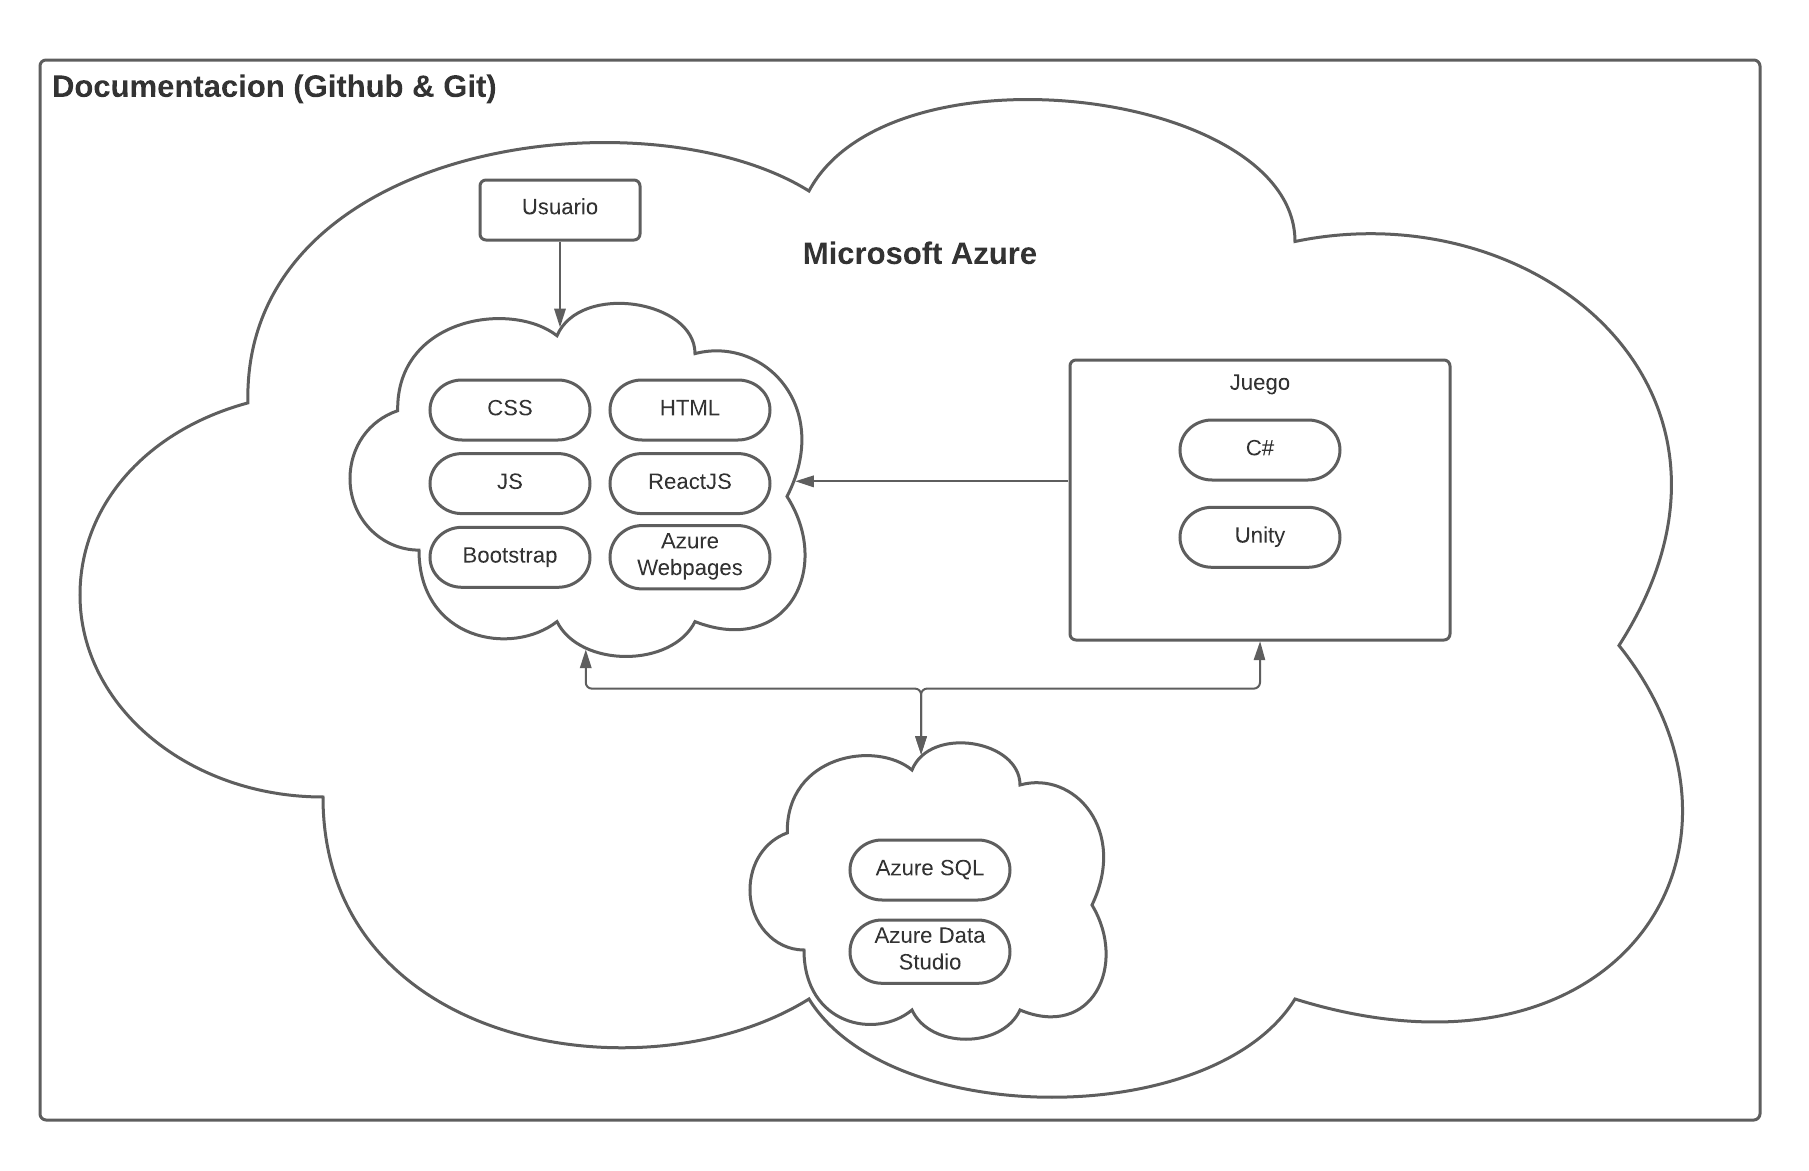 Documentacion (Github & Git)
Usuario
Microsoft Azure
CSS
HTML
JS
ReactJS
Bootstrap
Azure
Webpages
Juego
C#
Unity
Azure SQL
Azure Data
Studio